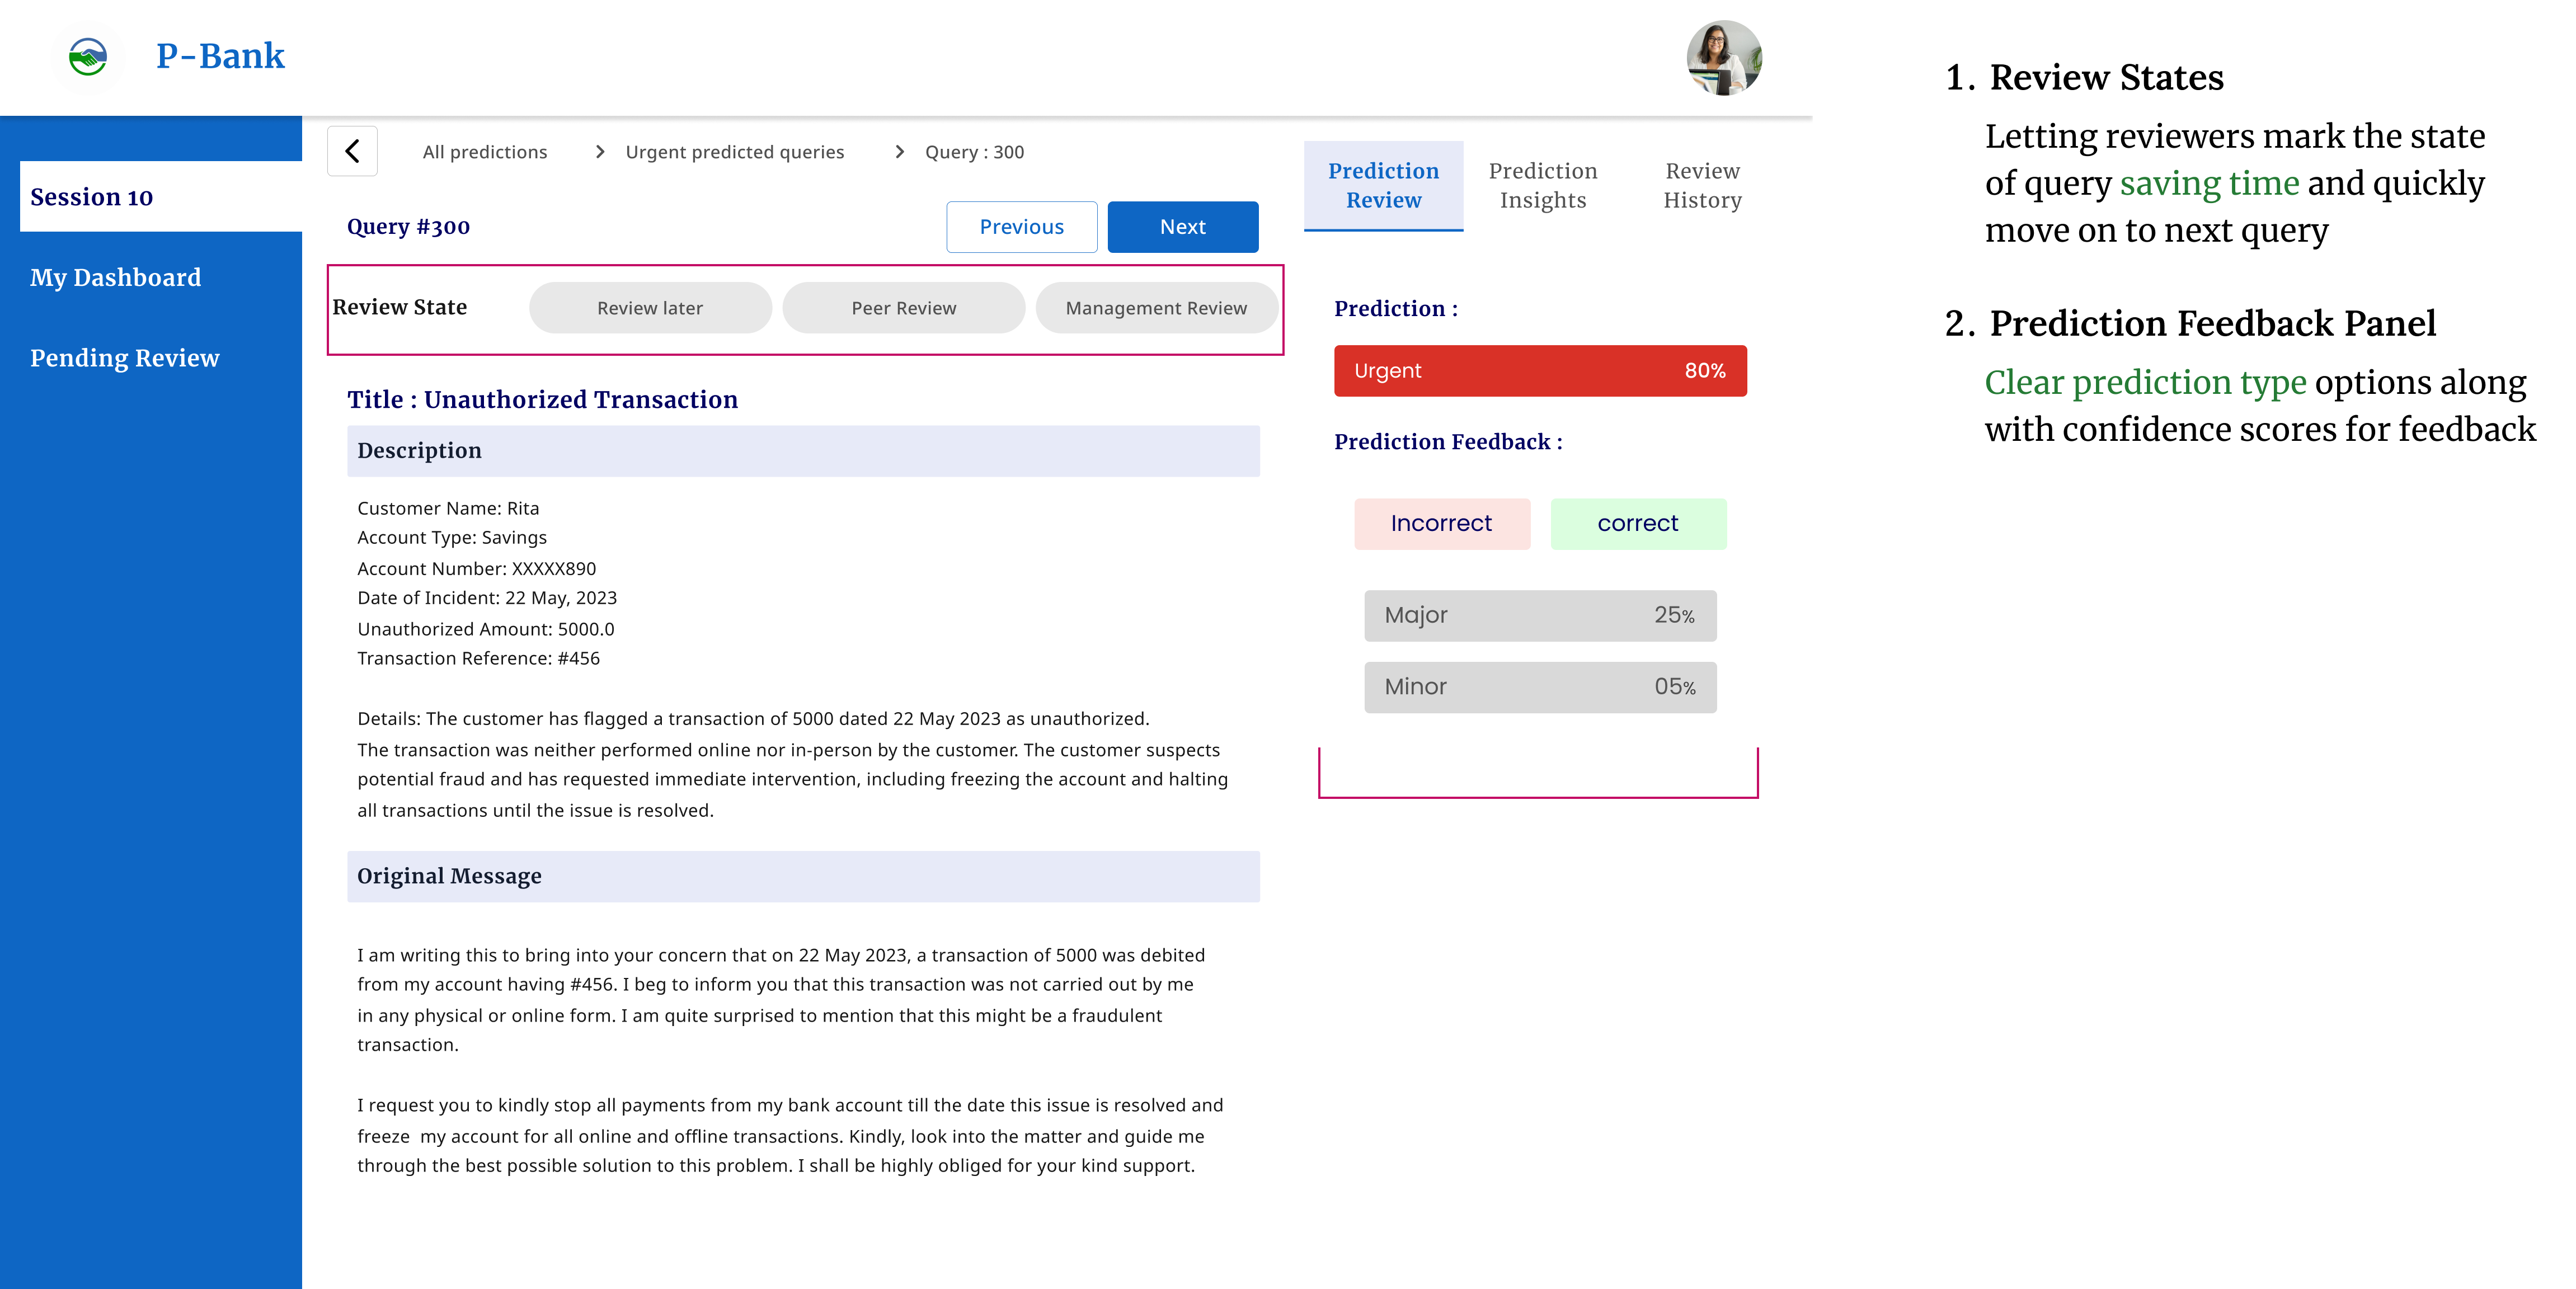 P-Bank
Session 10
My Dashboard
Pending Review
All predictions > Urgent predicted queries > Query : 300
Query #300
Previous
Next
Review State
Review later
Peer Review
Management Review
Title : Unauthorized Transaction
Description
Customer Name: Rita
Account Type: Savings
Account Number: XXXXX890
Date of Incident: 22 May, 2023
Unauthorized Amount: 5000.0
Transaction Reference: #456
Details: The customer has flagged a transaction of 5000 dated 22 May 2023 as unauthorized.
The transaction was neither performed online nor in-person by the customer. The customer suspects
potential fraud and has requested immediate intervention, including freezing the account and halting
all transactions until the issue is resolved.
Original Message
I am writing this to bring into your concern that on 22 May 2023, a transaction of 5000 was debited
from my account having #456. I beg to inform you that this transaction was not carried out by me
in any physical or online form. I am quite surprised to mention that this might be a fraudulent
transaction.
I request you to kindly stop all payments from my bank account till the date this issue is resolved and
freeze  my account for all online and offline transactions. Kindly, look into the matter and guide me
through the best possible solution to this problem. I shall be highly obliged for your kind support.
Prediction
Review
Prediction
Insights
Review
History
Prediction :
Urgent 80%
Prediction Feedback :
Incorrect
correct
Major 25%
Minor 05%
1. Review States
Letting reviewers mark the state
of query saving time and quickly
move on to next query
2. Prediction Feedback Panel
Clear prediction type options along
with confidence scores for feedback